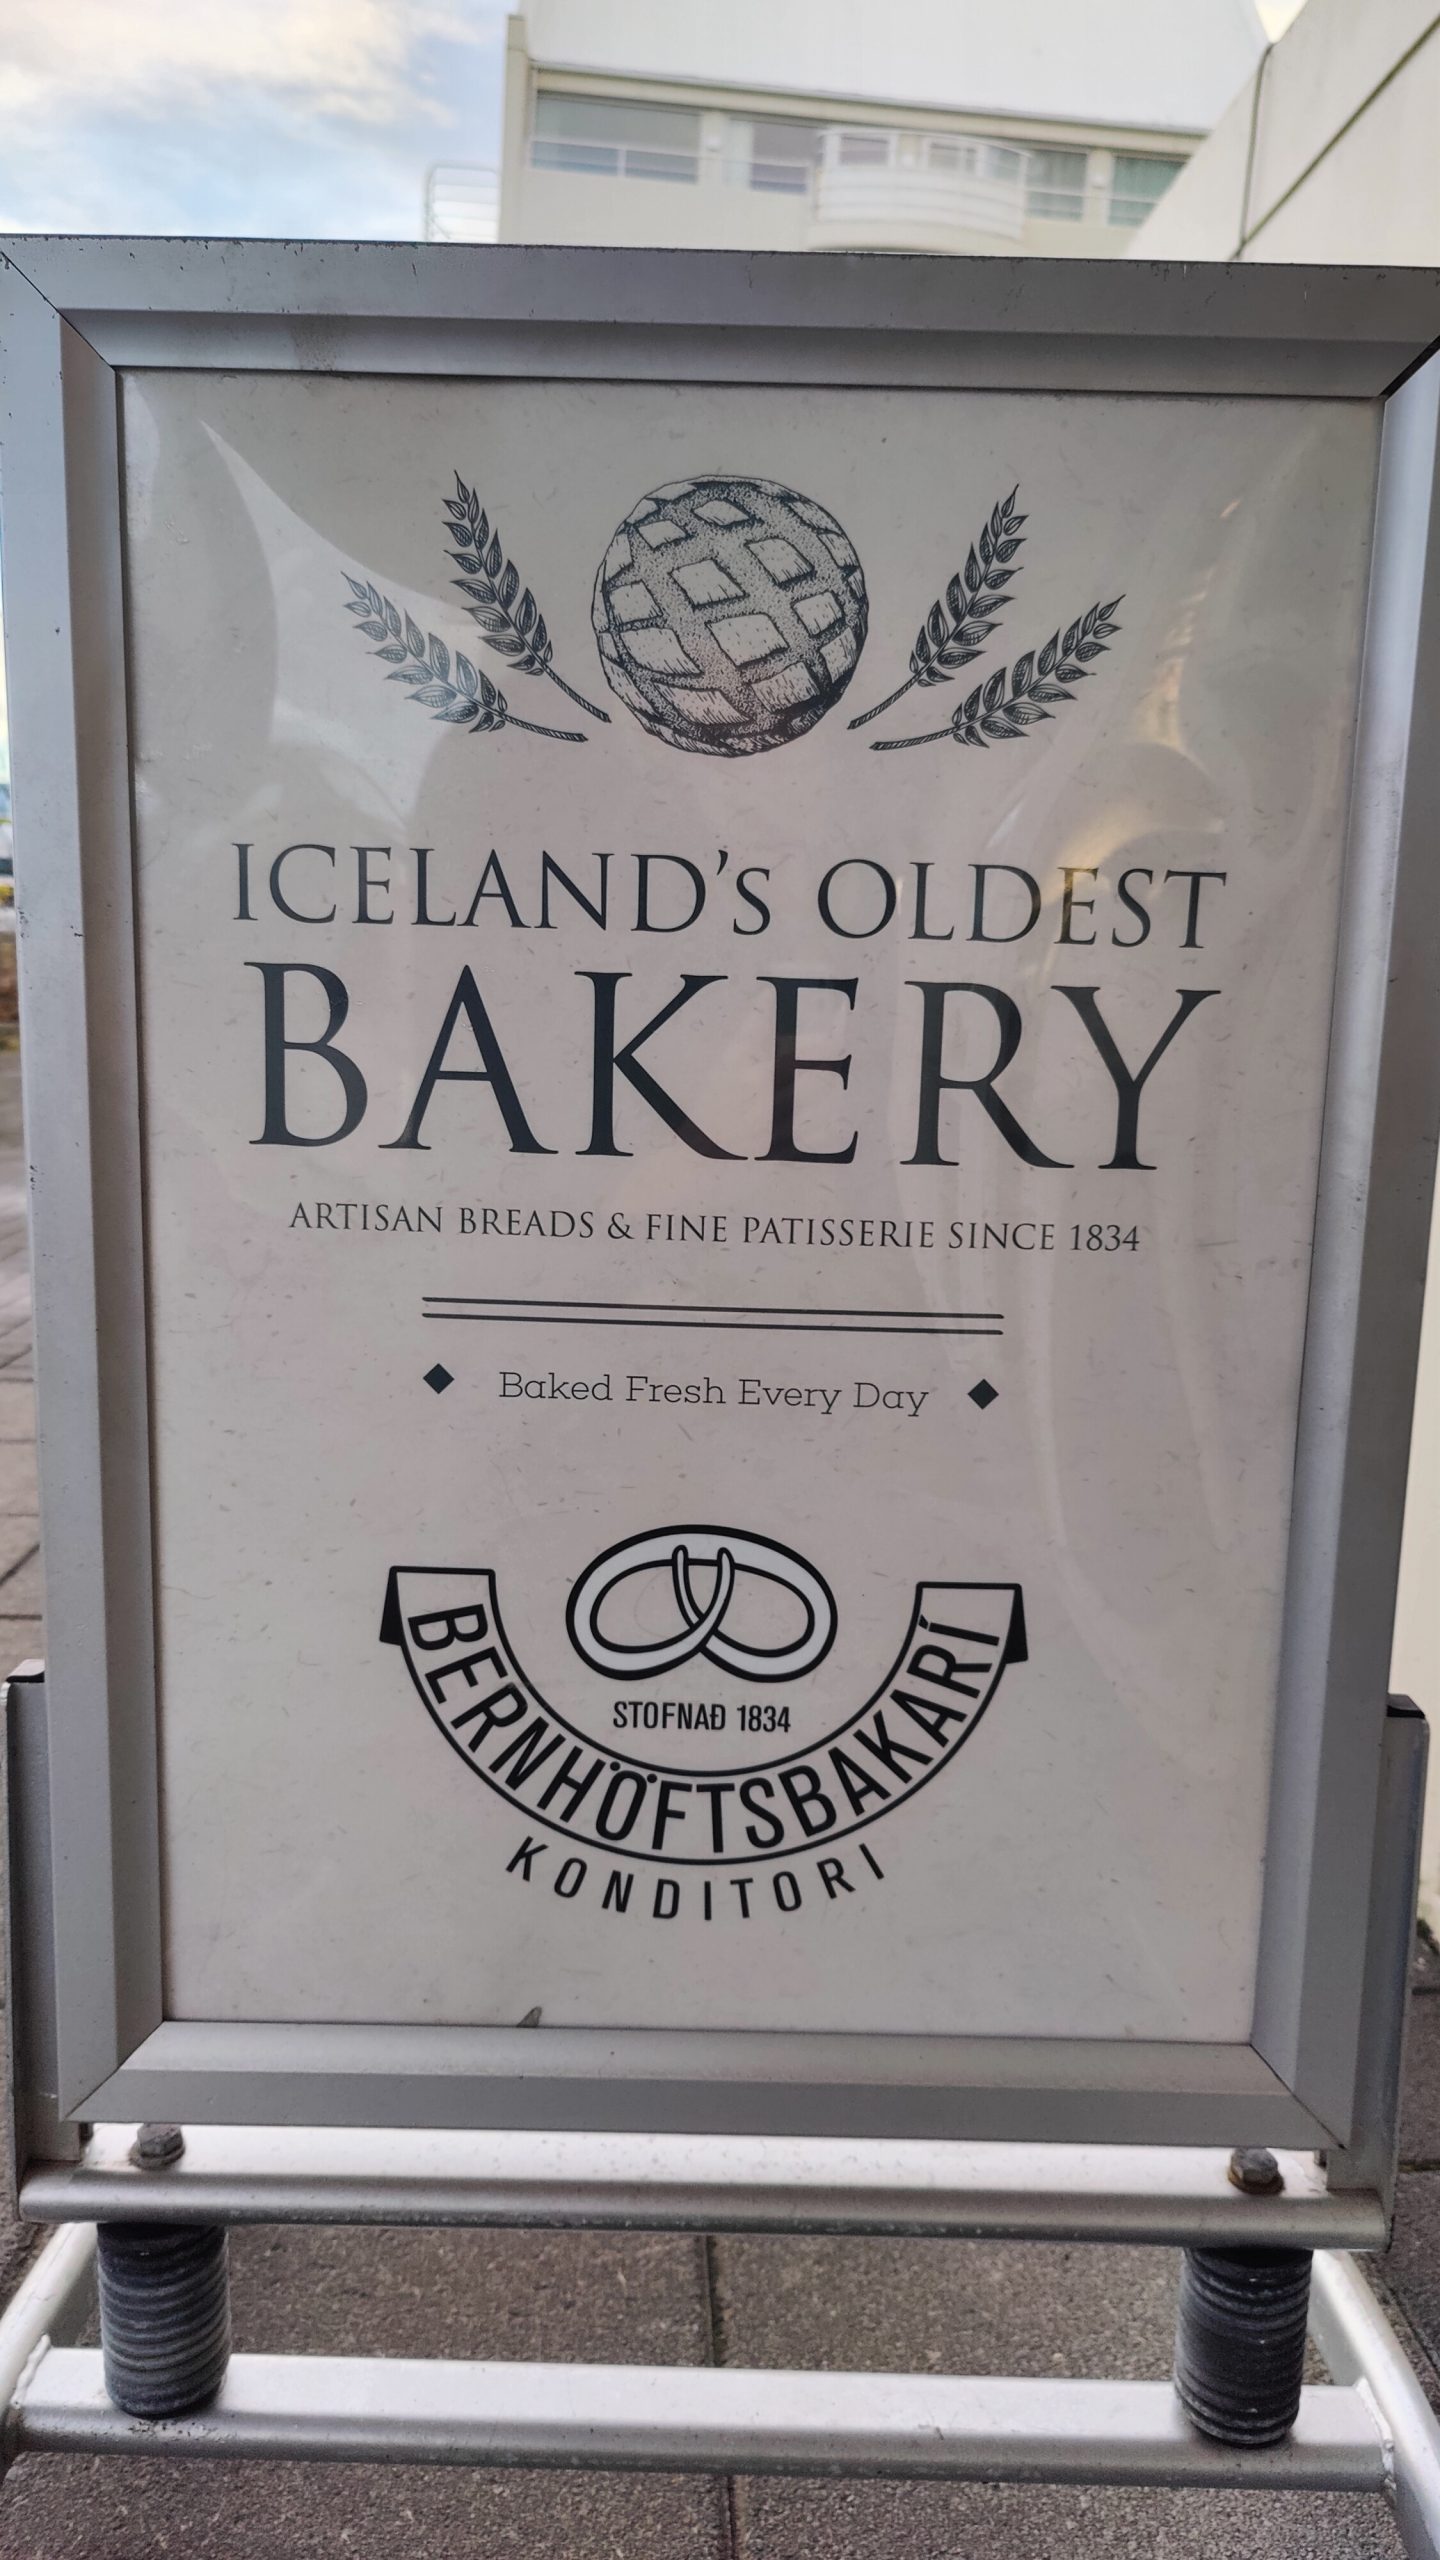 ICELAND's OLDEST
BAKERY
ARTISAN BREADS & FINE PATISSERIE SINCE 1834
Baked Fresh Every Day
STOFNAÐ 1834
BERNHÖFTSBAKARÍ
KONDITORI